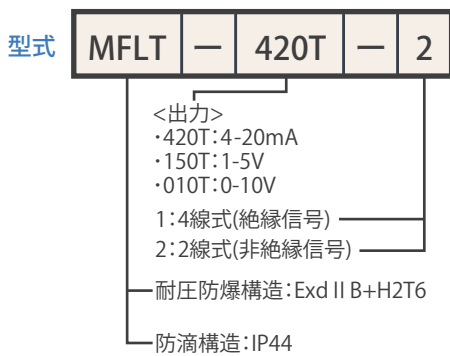 型式 MFLT － 420T － 2
<出力>
・420T：4-20mA
・150T：1-5V
・010T：0-10V
1：4線式(絶縁信号)
2：2線式(非絶縁信号)
耐圧防爆構造：ExdⅡB+H2T6
防滴構造：IP44